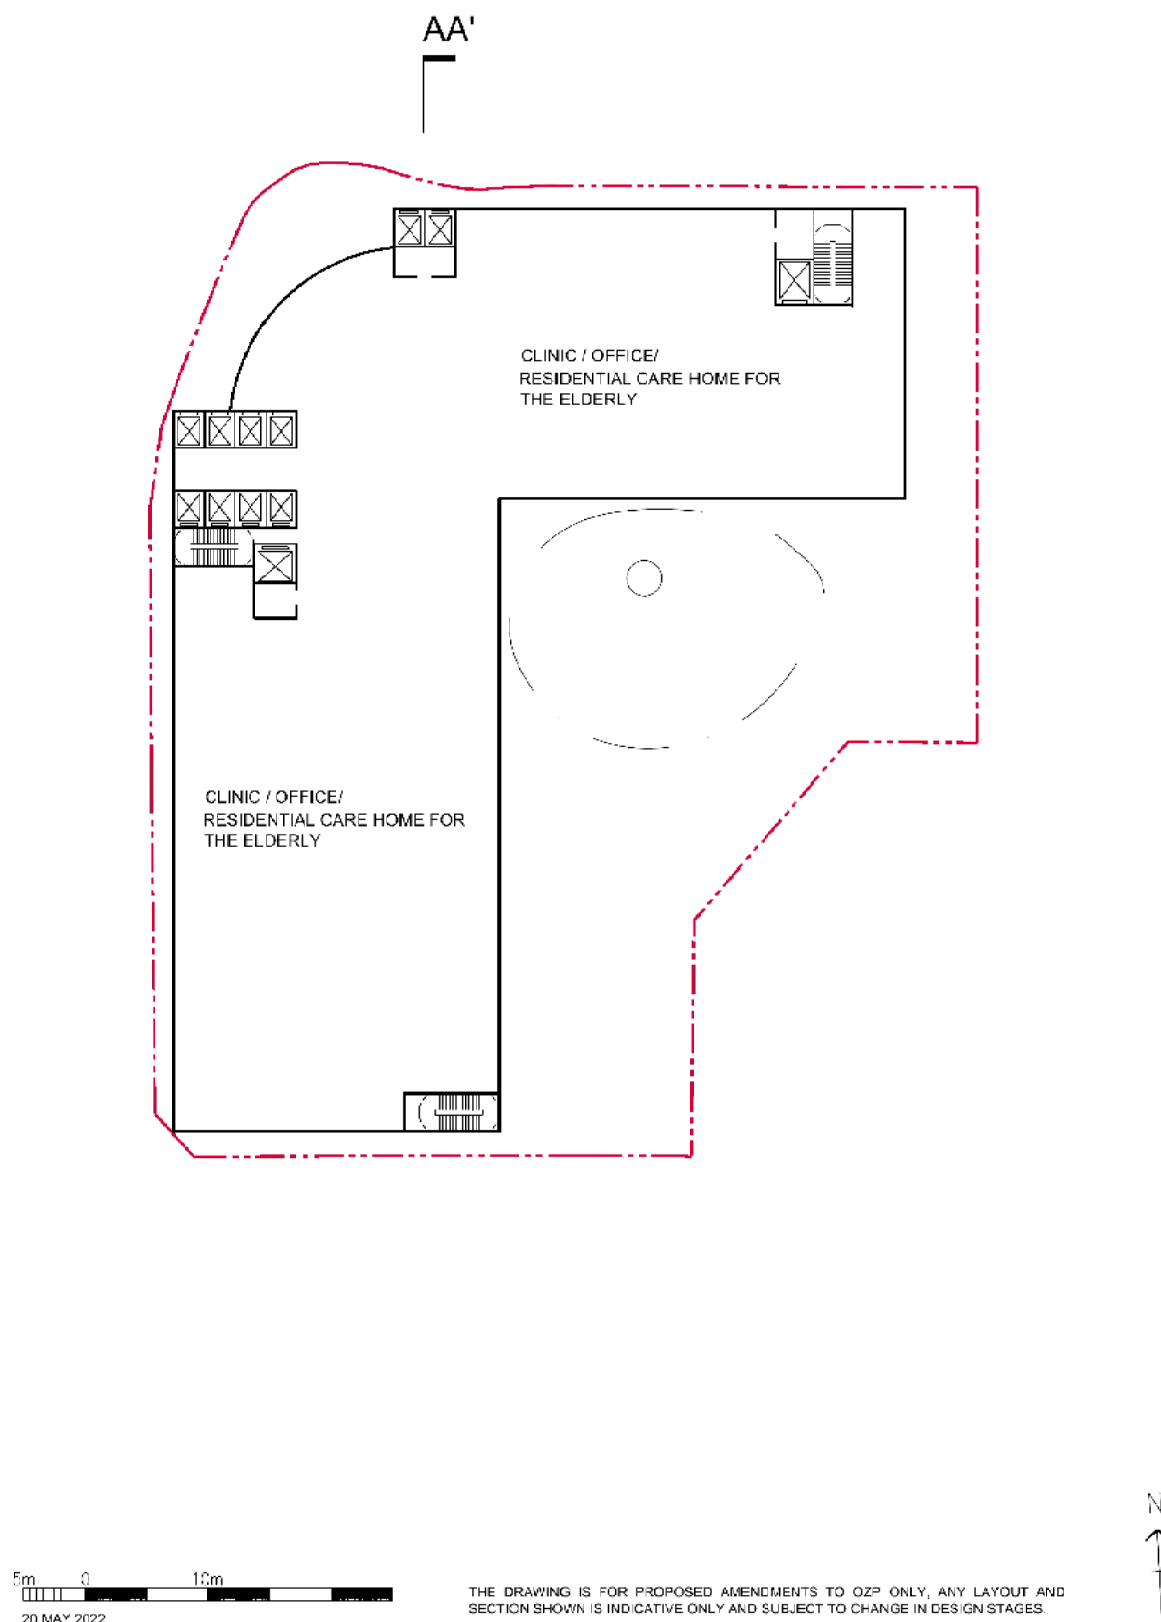 AA'
CLINIC / OFFICE/
RESIDENTIAL CARE HOME FOR
THE ELDERLY
CLINIC / OFFICE/
RESIDENTIAL CARE HOME FOR
THE ELDERLY
N
5m 0 10m
20 MAY 2022
THE DRAWING IS FOR PROPOSED AMENDMENTS TO OZP ONLY, ANY LAYOUT AND
SECTION SHOWN IS INDICATIVE ONLY AND SUBJECT TO CHANGE IN DESIGN STAGES.